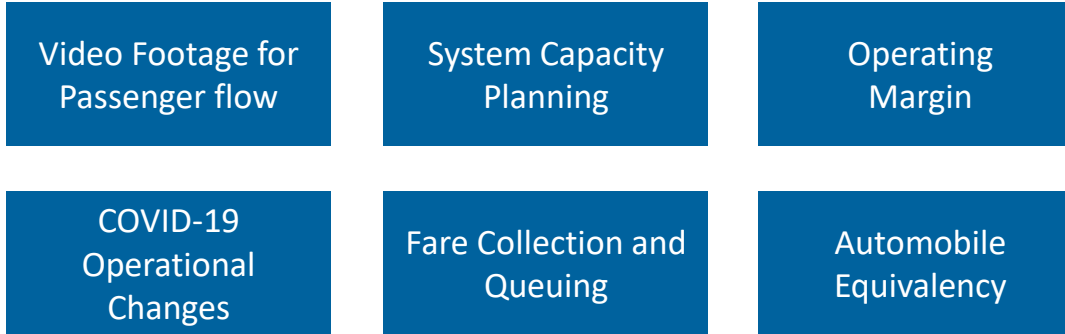 Video Footage for
Passenger flow
System Capacity
Planning
Operating
Margin
COVID-19
Operational
Changes
Fare Collection and
Queuing
Automobile
Equivalency